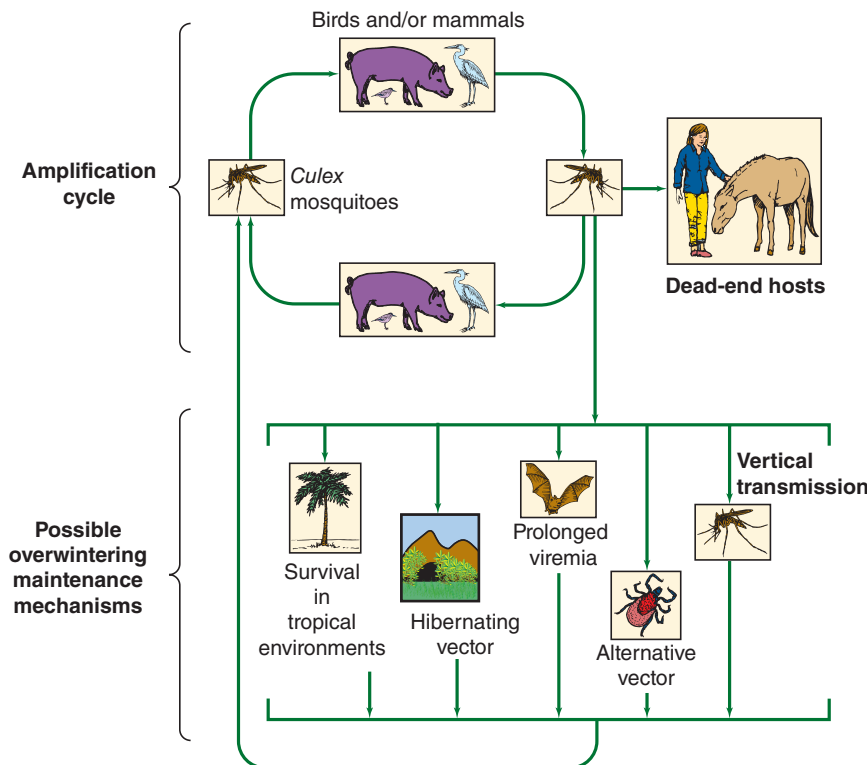 Birds and/or mammals
Amplification
cycle
Culex
mosquitoes
Dead-end hosts
Possible
overwintering
maintenance
mechanisms
Survival
in
tropical
environments
Hibernating
vector
Prolonged
viremia
Alternative
vector
Vertical
transmission